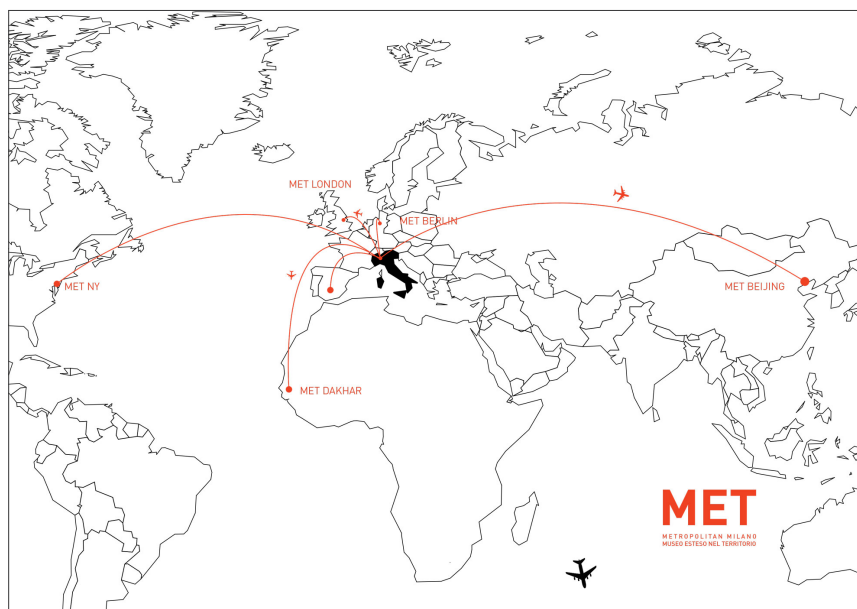 MET LONDON
MET BERLIN
MET NY
MET BEIJING
MET DAKHAR
MET
METROPOLITAN MILANO
MUSEO ESTESO NEL TERRITORIO